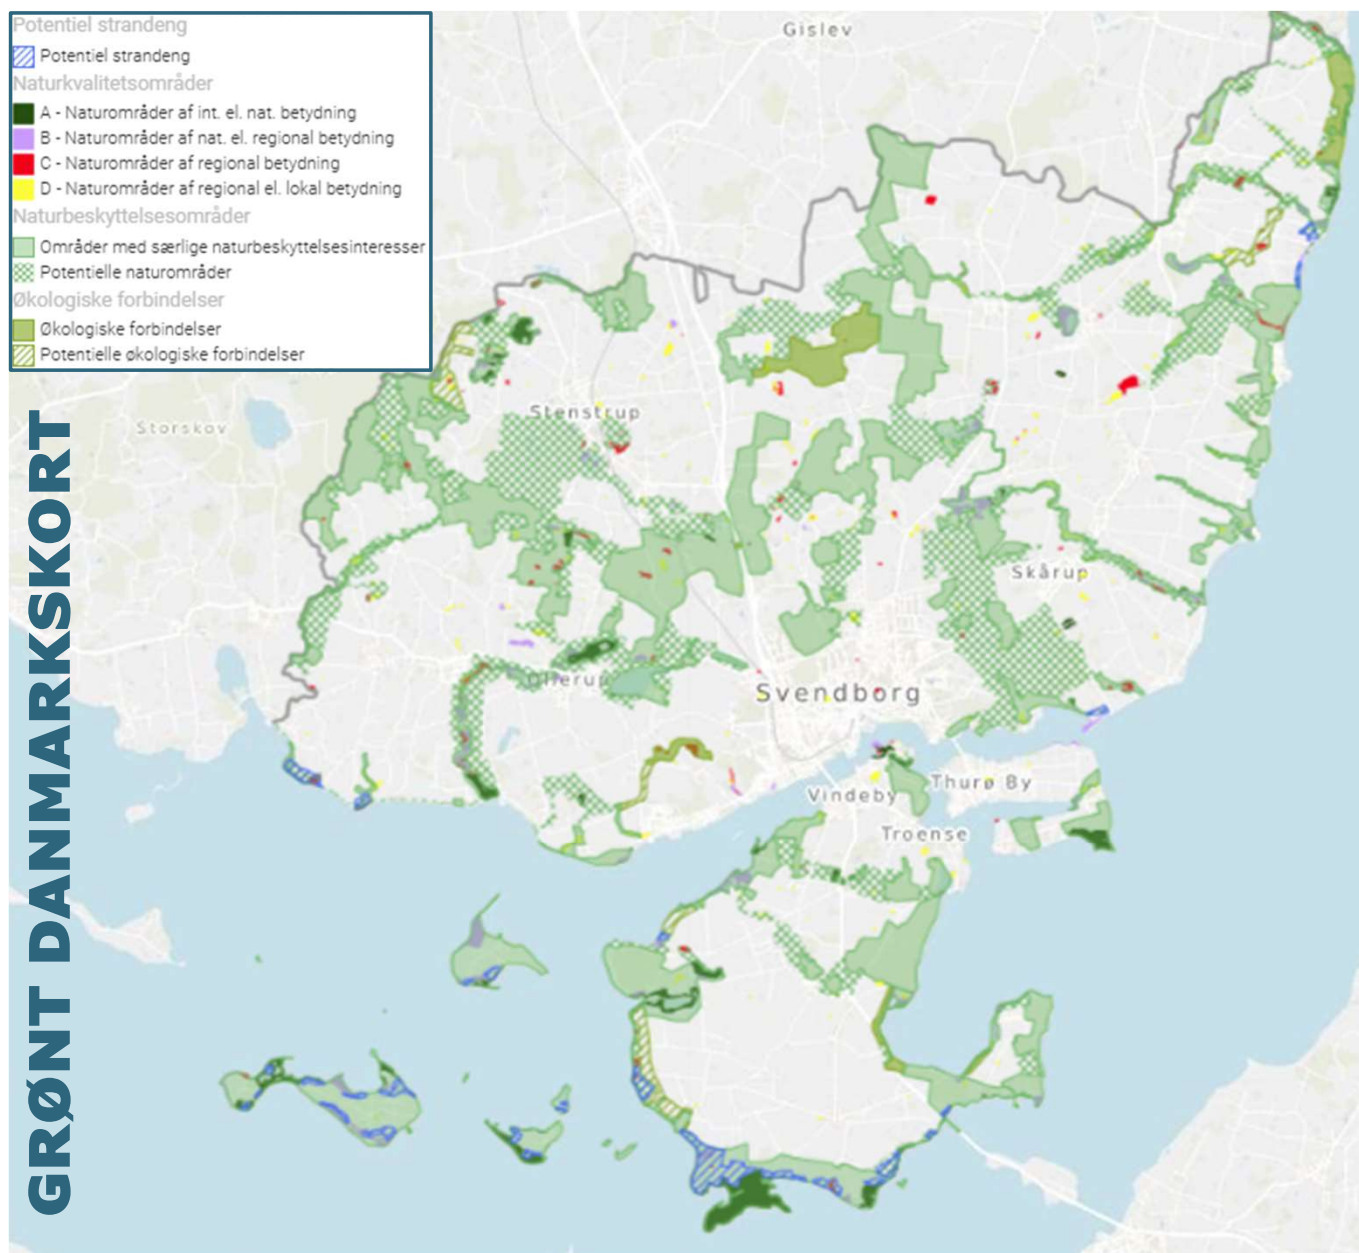 Potentiel strandeng
Potentiel strandeng
Naturkvalitetsområder
A - Naturområder af int. el. nat. betydning
B - Naturområder af nat. el. regional betydning
C - Naturområder af regional betydning
D - Naturområder af regional el. lokal betydning
Naturbeskyttelsesområder
Områder med særlige naturbeskyttelsesinteresser
Potentielle naturområder
Økologiske forbindelser
Økologiske forbindelser
Potentielle økologiske forbindelser
GRØNT DANMARKSKORT
Gislev
Stenstrup
Storskov
Skårup
Ollerup
Svendborg
Vindeby
Thurø By
Troense